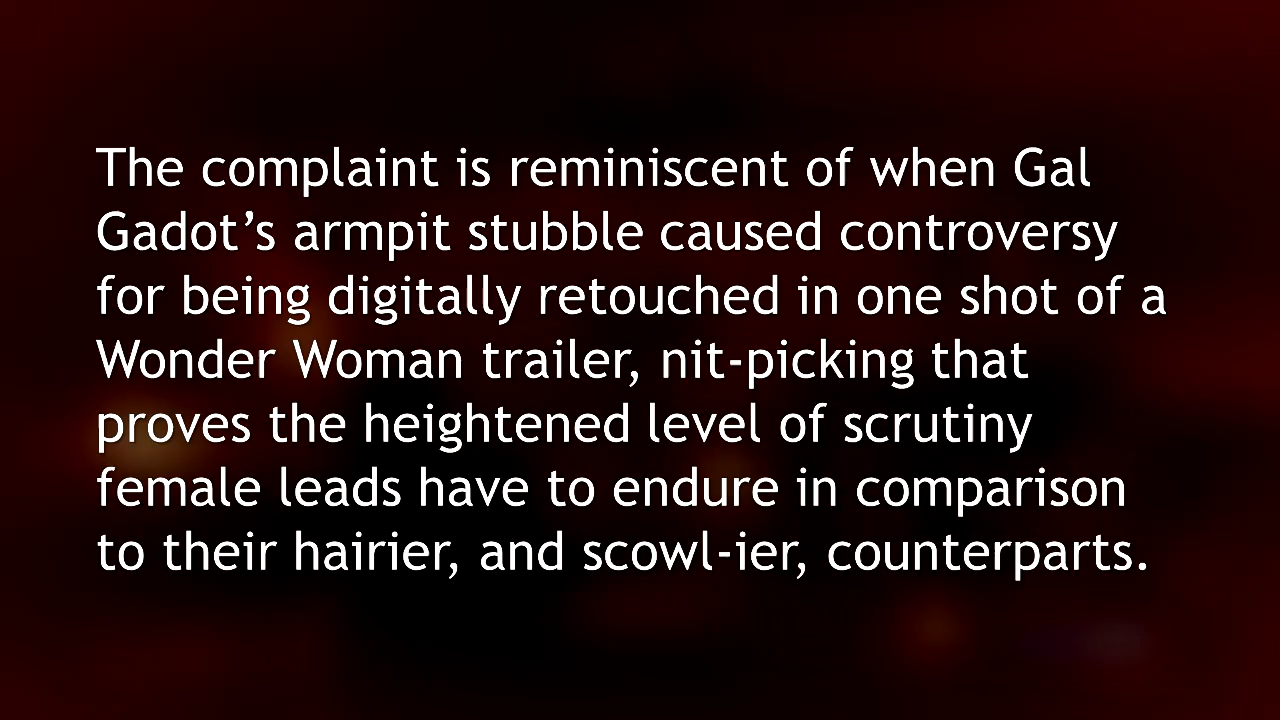 The complaint is reminiscent of when Gal
Gadot’s armpit stubble caused controversy
for being digitally retouched in one shot of a
Wonder Woman trailer, nit-picking that
proves the heightened level of scrutiny
female leads have to endure in comparison
to their hairier, and scowl-ier, counterparts.